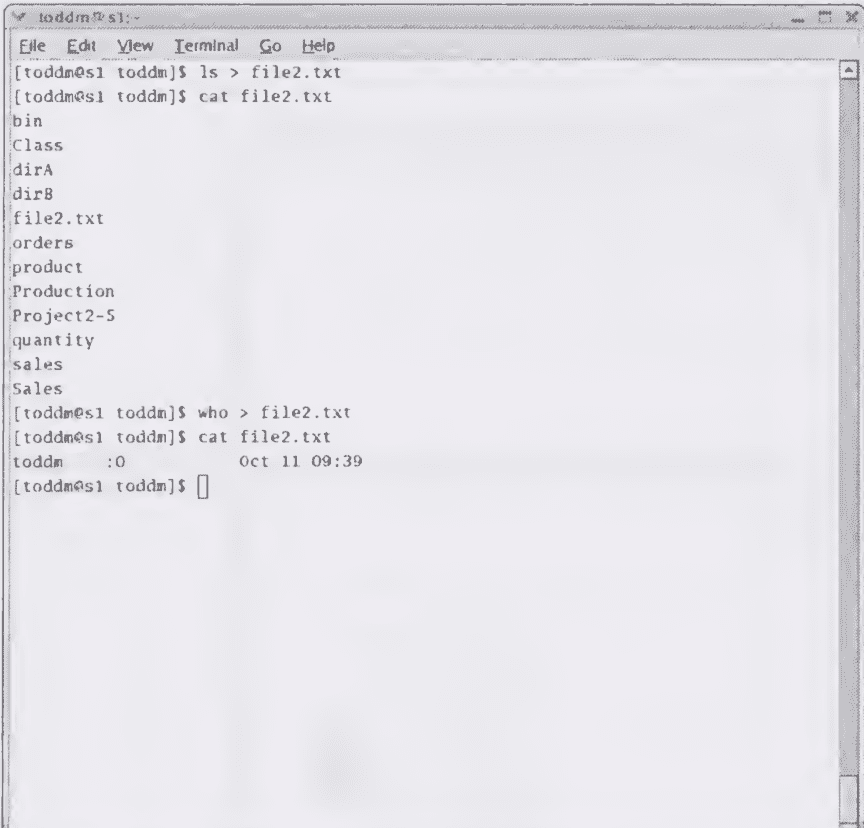 toddm@s1:~
File Edit View Terminal Go Help
[toddm@s1 toddm]$ ls > file2.txt
[toddm@s1 toddm]$ cat file2.txt
bin
Class
dirA
dirB
file2.txt
orders
product
Production
Project2-5
quantity
sales
Sales
[toddm@s1 toddm]$ who > file2.txt
[toddm@s1 toddm]$ cat file2.txt
toddm    :0           Oct 11 09:39
[toddm@s1 toddm]$